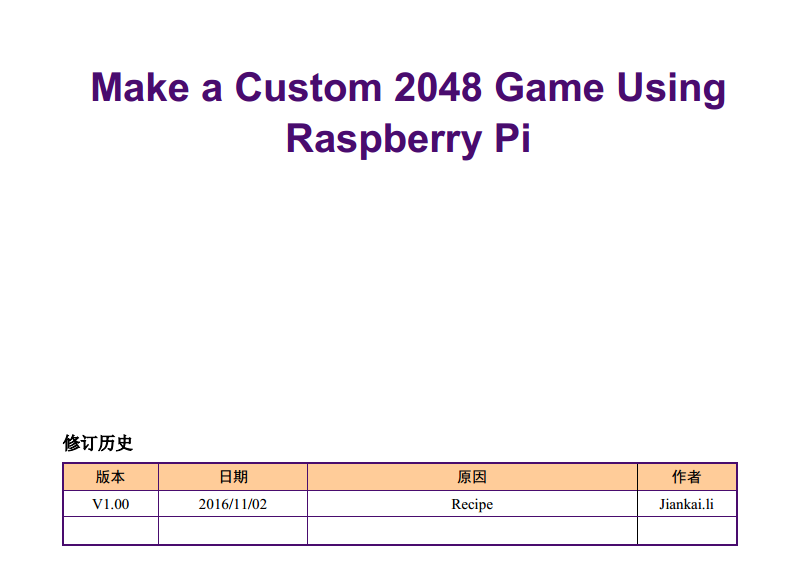 Make a Custom 2048 Game Using
Raspberry Pi
修订历史
版本 日期 原因 作者
V1.00 2016/11/02 Recipe Jiankai.li